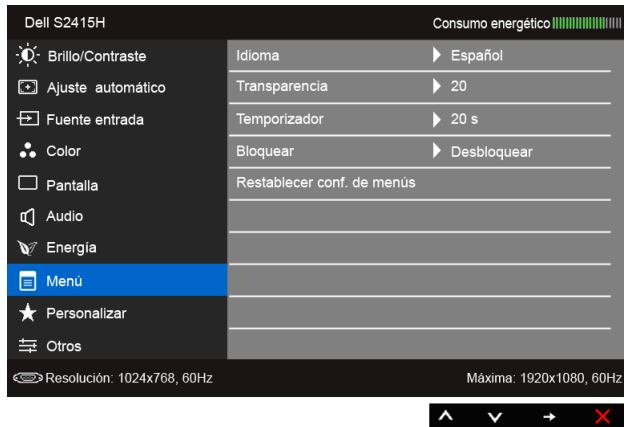 Dell S2415H Consumo energético
Brillo/Contraste Idioma Español
Ajuste automático Transparencia 20
Fuente entrada Temporizador 20 s
Color Bloquear Desbloquear
Pantalla Restablecer conf. de menús
Audio
Energía
Menú
Personalizar
Otros
Resolución: 1024x768, 60Hz Máxima: 1920x1080, 60Hz